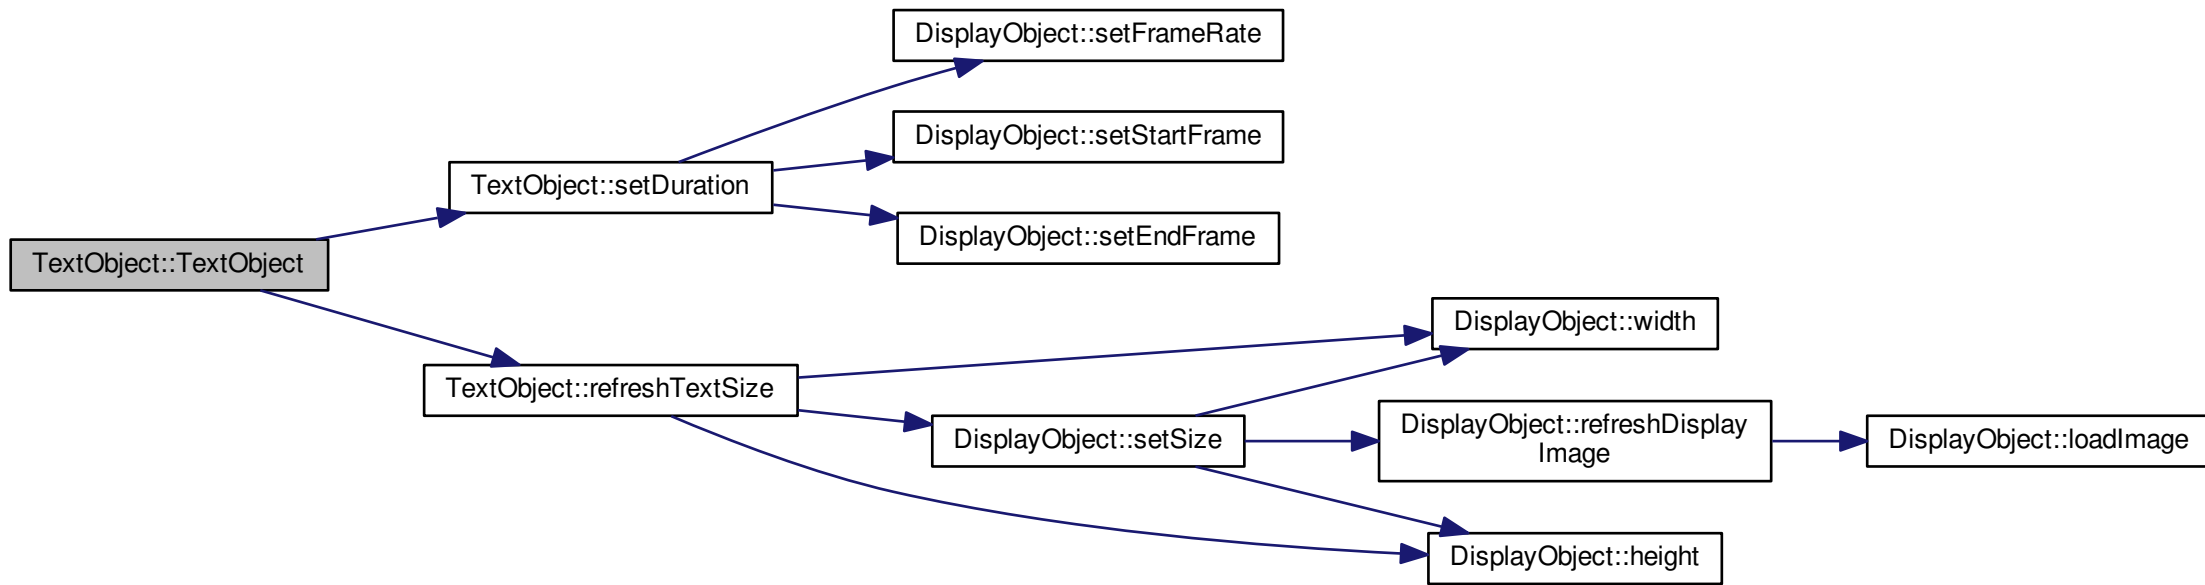 DisplayObject::setFrameRate
DisplayObject::setStartFrame
TextObject::setDuration
DisplayObject::setEndFrame
TextObject::TextObject
DisplayObject::width
TextObject::refreshTextSize
DisplayObject::setSize
DisplayObject::refreshDisplay
Image
DisplayObject::loadImage
DisplayObject::height